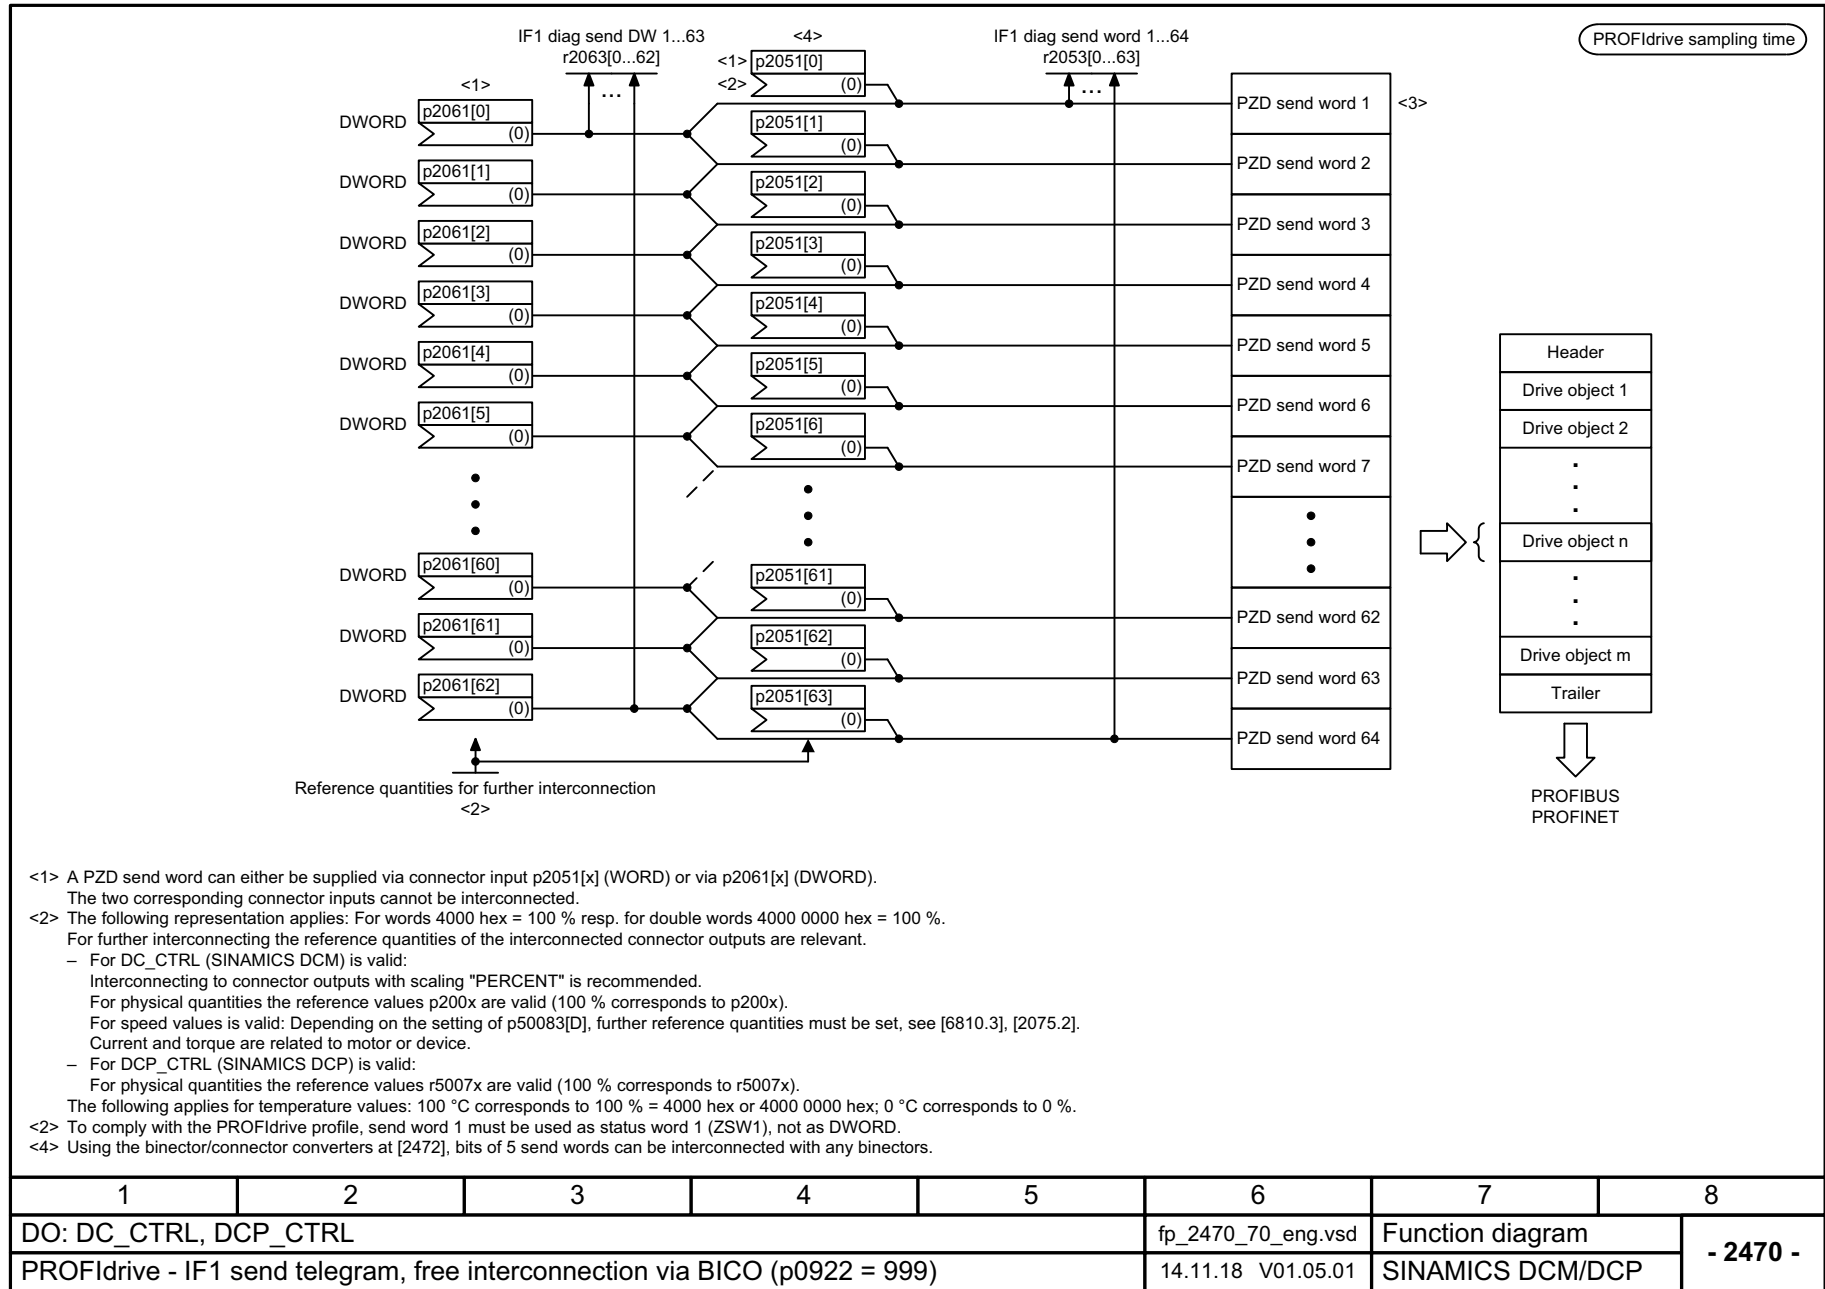 IF1 diag send DW 1...63
r2063[0...62]
<4>
IF1 diag send word 1...64
r2053[0...63]
PROFIdrive sampling time
<1>
<1>
<2>
p2051[0]
(0)
...
...
DWORD
p2061[0]
(0)
p2051[1]
(0)
PZD send word 1
<3>
DWORD
p2061[1]
(0)
p2051[2]
(0)
PZD send word 2
DWORD
p2061[2]
(0)
p2051[3]
(0)
PZD send word 3
DWORD
p2061[3]
(0)
p2051[4]
(0)
PZD send word 4
DWORD
p2061[4]
(0)
p2051[5]
(0)
PZD send word 5
DWORD
p2061[5]
(0)
p2051[6]
(0)
PZD send word 6
PZD send word 7
DWORD
p2061[60]
(0)
p2051[61]
(0)
PZD send word 62
DWORD
p2061[61]
(0)
p2051[62]
(0)
PZD send word 63
DWORD
p2061[62]
(0)
p2051[63]
(0)
PZD send word 64
Header
Drive object 1
Drive object 2
Drive object n
Drive object m
Trailer
PROFIBUS
PROFINET
Reference quantities for further interconnection
<2>
<1> A PZD send word can either be supplied via connector input p2051[x] (WORD) or via p2061[x] (DWORD).
The two corresponding connector inputs cannot be interconnected.
<2> The following representation applies: For words 4000 hex = 100 % resp. for double words 4000 0000 hex = 100 %.
For further interconnecting the reference quantities of the interconnected connector outputs are relevant.
– For DC_CTRL (SINAMICS DCM) is valid:
Interconnecting to connector outputs with scaling "PERCENT" is recommended.
For physical quantities the reference values p200x are valid (100 % corresponds to p200x).
For speed values is valid: Depending on the setting of p50083[D], further reference quantities must be set, see [6810.3], [2075.2].
Current and torque are related to motor or device.
– For DCP_CTRL (SINAMICS DCP) is valid:
For physical quantities the reference values r5007x are valid (100 % corresponds to r5007x).
The following applies for temperature values: 100 °C corresponds to 100 % = 4000 hex or 4000 0000 hex; 0 °C corresponds to 0 %.
<2> To comply with the PROFIdrive profile, send word 1 must be used as status word 1 (ZSW1), not as DWORD.
<4> Using the binector/connector converters at [2472], bits of 5 send words can be interconnected with any binectors.
1 2 3 4 5 6 7 8
DO: DC_CTRL, DCP_CTRL
fp_2470_70_eng.vsd
Function diagram
- 2470 -
PROFIdrive - IF1 send telegram, free interconnection via BICO (p0922 = 999)
14.11.18 V01.05.01
SINAMICS DCM/DCP